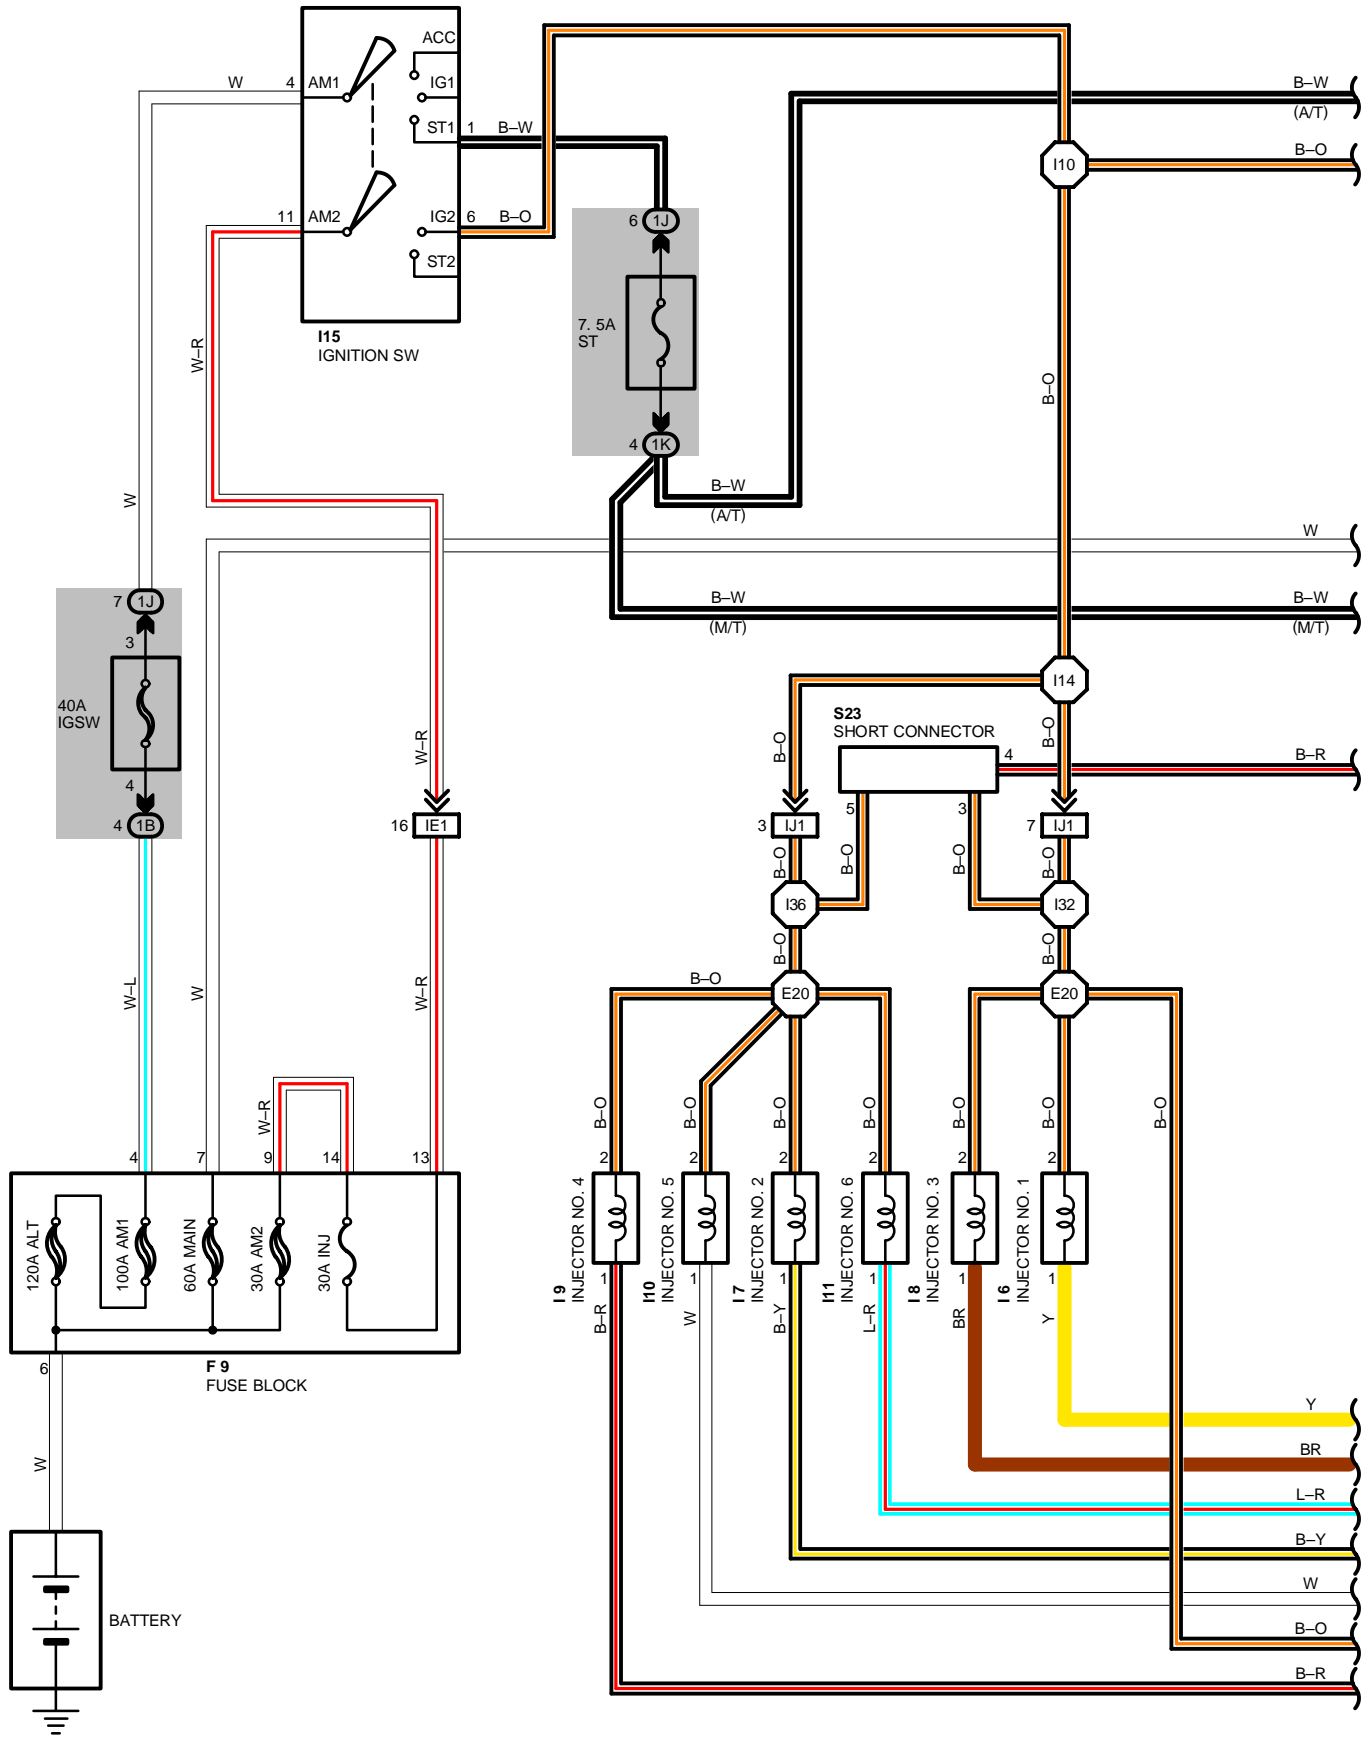 ACC
W
4
AM1
IG1
B–W
(A/T)
ST1
1
B–W
B–O
I10
11
AM2
IG2
6
B–O
6
1J
ST2
7. 5A
ST
I15
IGNITION SW
W–R
B–O
4
1K
W
B–W
(A/T)
W
7
1J
B–W
(M/T)
B–W
(M/T)
3
I14
40A
IGSW
S23
SHORT CONNECTOR
W–R
B–O
B–O
4
B–R
4
4
1B
16
IE1
5
3
3
IJ1
7
IJ1
B–O
B–O
B–O
B–O
I36
I32
B–O
B–O
W–L
W
W–R
B–O
E20
E20
W–R
B–O
B–O
B–O
B–O
B–O
B–O
B–O
4
7
9
14
13
2
2
2
2
2
2
120A ALT
100A AM1
60A MAIN
30A AM2
30A INJ
I 9
INJECTOR NO. 4
I10
INJECTOR NO. 5
I 7
INJECTOR NO. 2
I11
INJECTOR NO. 6
I 8
INJECTOR NO. 3
I 6
INJECTOR NO. 1
1
1
1
1
1
1
B–R
W
B–Y
L–R
BR
Y
6
F 9
FUSE BLOCK
Y
W
BR
L–R
B–Y
W
BATTERY
B–O
B–R